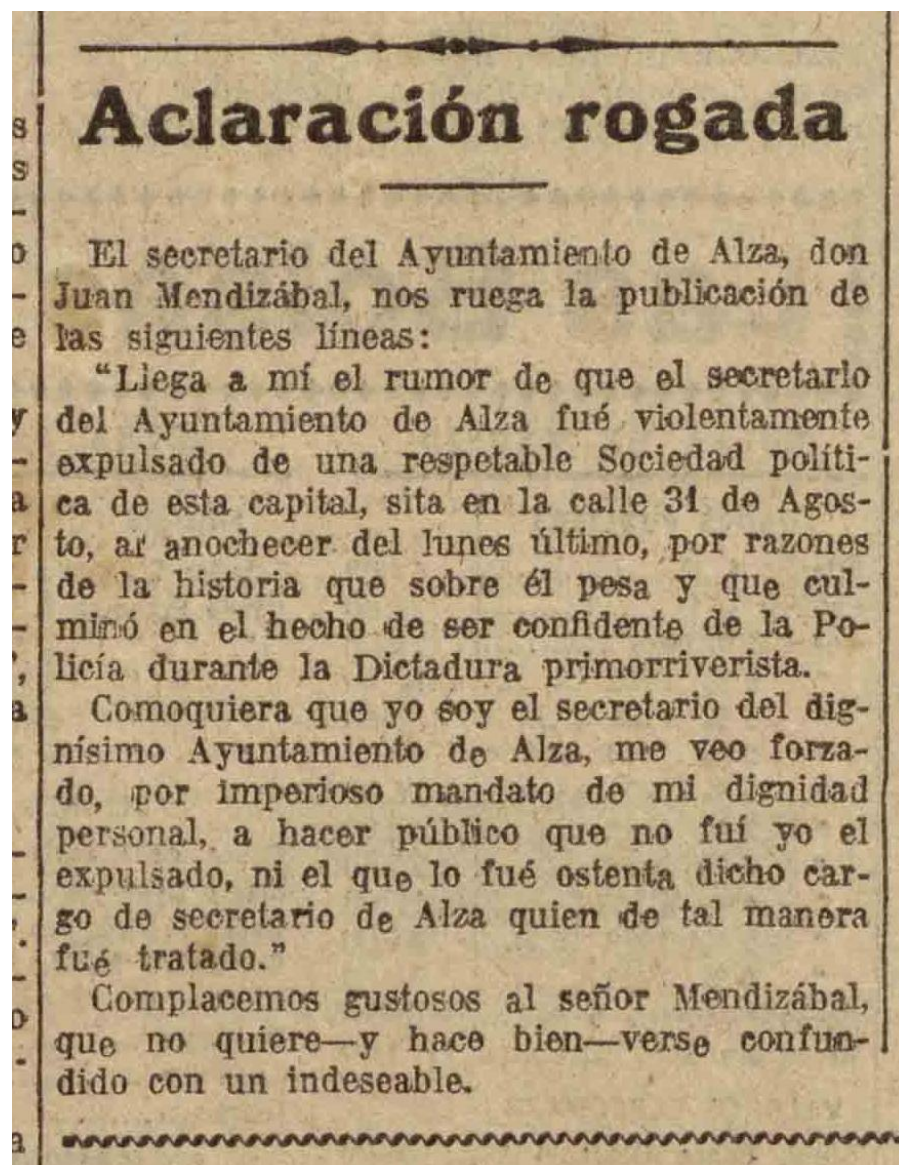 Aclaración rogada
El secretario del Ayuntamiento de Alza, don
Juan Mendizábal, nos ruega la publicación de
las siguientes líneas:
“Llega a mí el rumor de que el secretario
del Ayuntamiento de Alza fué violentamente
expulsado de una respetable Sociedad políti-
ca de esta capital, sita en la calle 31 de Agos-
to, ar anochecer del lunes último, por razones
de la historia que sobre él pesa y que cul-
minó en el hecho de ser confidente de la Po-
licía durante la Dictadura primorriverista.
Comoquiera que yo soy el secretario del dig-
nísimo Ayuntamiento de Alza, me veo forza-
do, por imperioso mandato de mi dignidad
personal, a hacer público que no fuí yo el
expulsado, ni el que lo fué ostenta dicho car-
go de secretario de Alza quien de tal manera
fué tratado.”
Complacemos gustosos al señor Mendizábal,
que no quiere—y hace bien—verse confun-
dido con un indeseable.